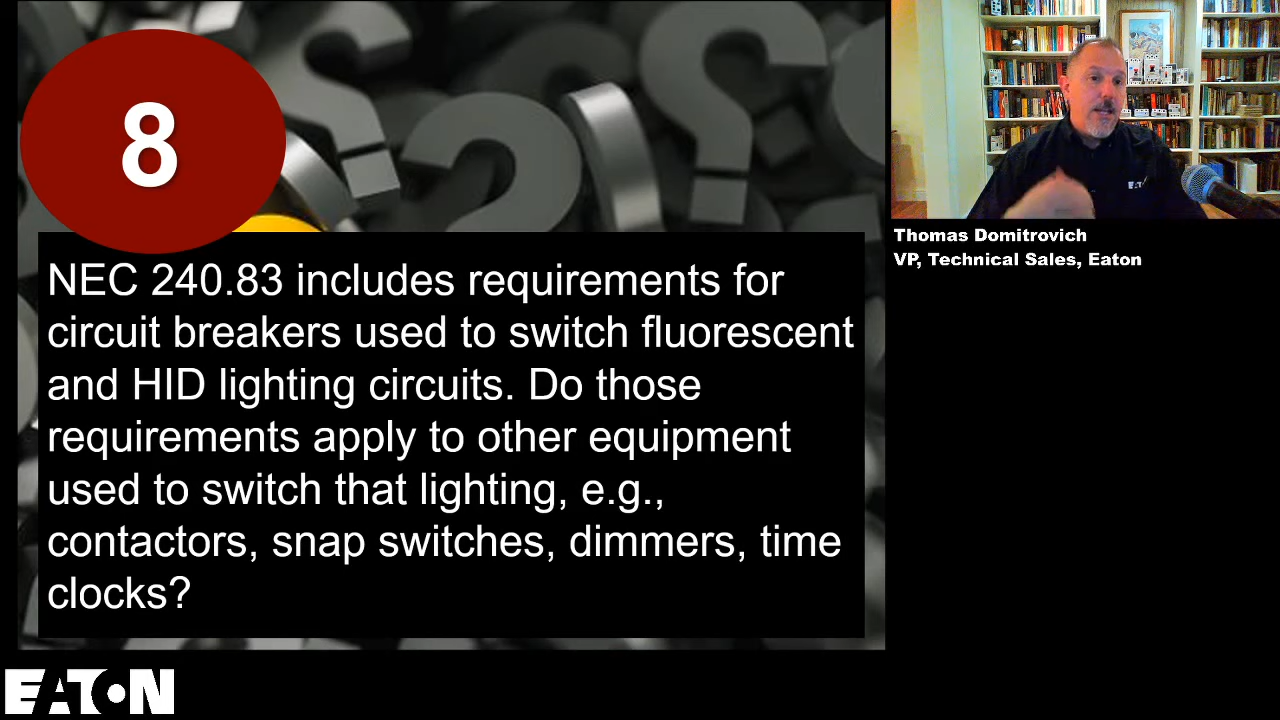 8
NEC 240.83 includes requirements for
circuit breakers used to switch fluorescent
and HID lighting circuits. Do those
requirements apply to other equipment
used to switch that lighting, e.g.,
contactors, snap switches, dimmers, time
clocks?
Thomas Domitrovich
VP, Technical Sales, Eaton
EATON